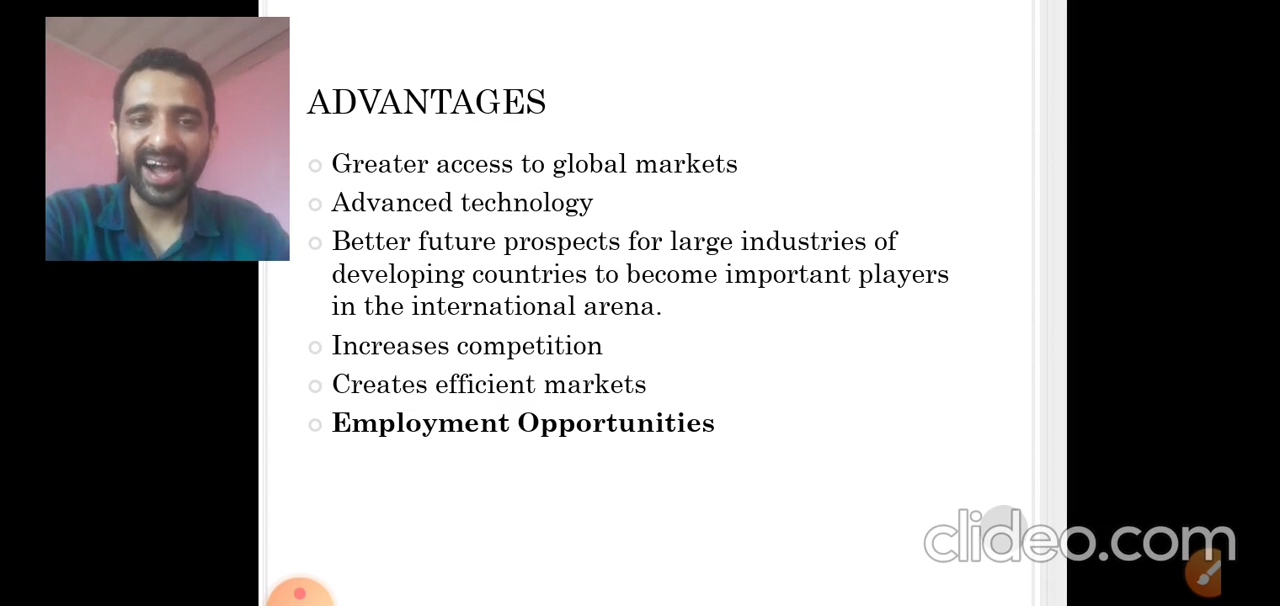 ADVANTAGES
Greater access to global markets
Advanced technology
Better future prospects for large industries of
developing countries to become important players
in the international arena.
Increases competition
Creates efficient markets
Employment Opportunities
clideo.com